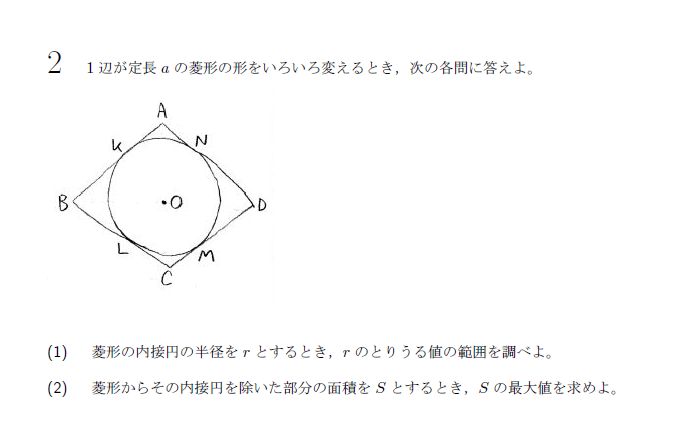 2 1辺が定長 a の菱形の形をいろいろ変えるとき，次の各問に答えよ。
A
K N
B O D
L M
C
(1) 菱形の内接円の半径を r とするとき，r のとりうる値の範囲を調べよ。
(2) 菱形からその内接円を除いた部分の面積を S とするとき，S の最大値を求めよ。